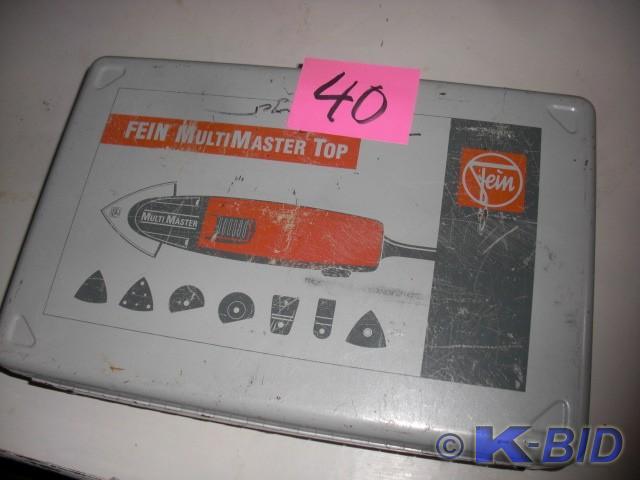 40
FEIN MULTIMASTER TOP
fein
MULTI MASTER
© K-BID